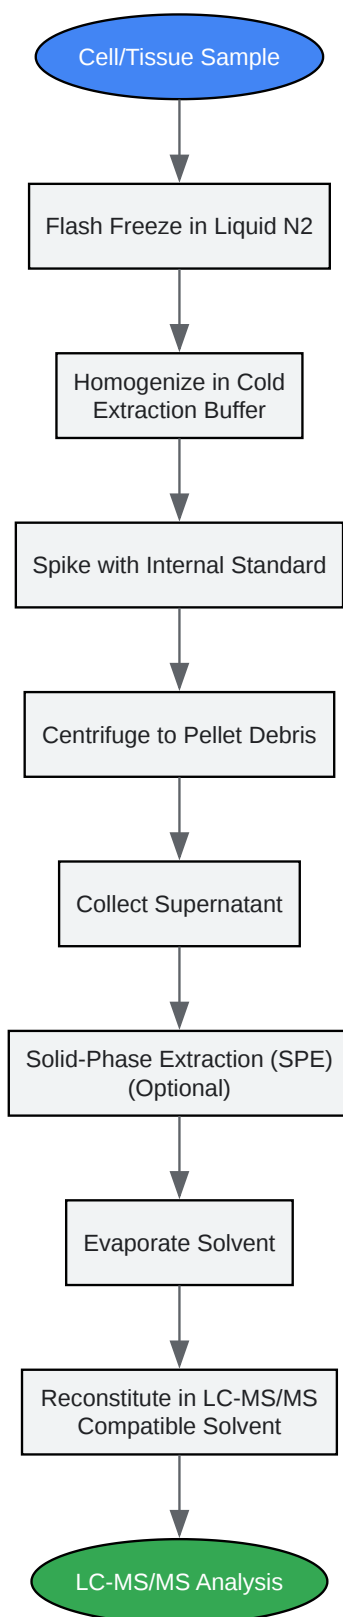 Cell/Tissue Sample
Flash Freeze in Liquid N2
Homogenize in Cold
Extraction Buffer
Spike with Internal Standard
Centrifuge to Pellet Debris
Collect Supernatant
Solid-Phase Extraction (SPE)
(Optional)
Evaporate Solvent
Reconstitute in LC-MS/MS
Compatible Solvent
LC-MS/MS Analysis